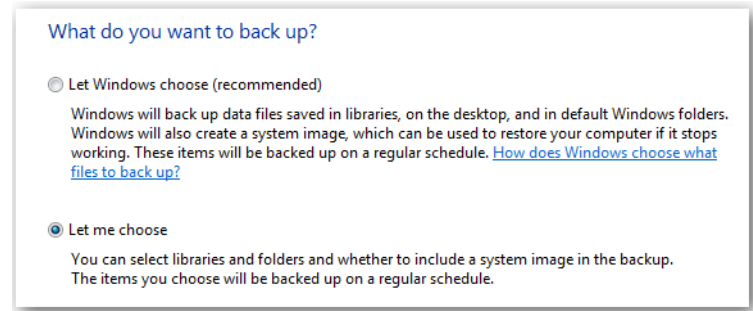 What do you want to back up?
Let Windows choose (recommended)
Windows will back up data files saved in libraries, on the desktop, and in default Windows folders.
Windows will also create a system image, which can be used to restore your computer if it stops
working. These items will be backed up on a regular schedule. How does Windows choose what
files to back up?
Let me choose
You can select libraries and folders and whether to include a system image in the backup.
The items you choose will be backed up on a regular schedule.